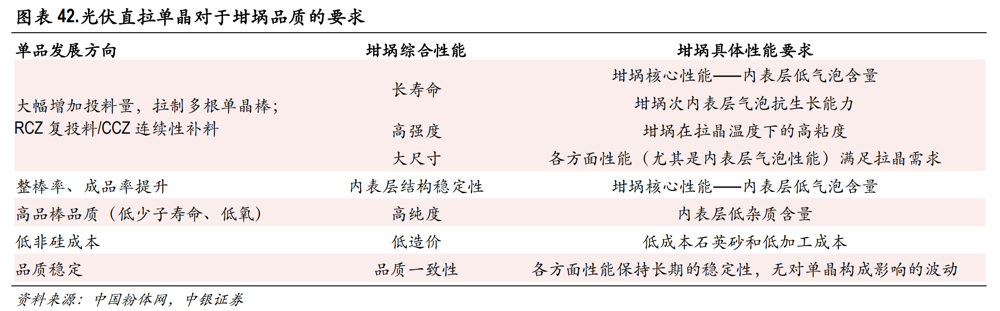 图表 42.光伏直拉单晶对于坩埚品质的要求
单品发展方向 坩埚综合性能 坩埚具体性能要求
大幅增加投料量，拉制多根单晶棒；
RCZ 复投料/CCZ 连续性补料
长寿命
坩埚核心性能——内表层低气泡含量
坩埚次内表层气泡抗生长能力
高强度 坩埚在拉晶温度下的高粘度
大尺寸 各方面性能（尤其是内表层气泡性能）满足拉晶需求
整棒率、成品率提升 内表层结构稳定性 坩埚核心性能——内表层低气泡含量
高品棒品质（低少子寿命、低氧） 高纯度 内表层低杂质含量
低非硅成本 低造价 低成本石英砂和低加工成本
品质稳定 品质一致性 各方面性能保持长期的稳定性，无对单晶构成影响的波动
资料来源：中国粉体网，中银证券